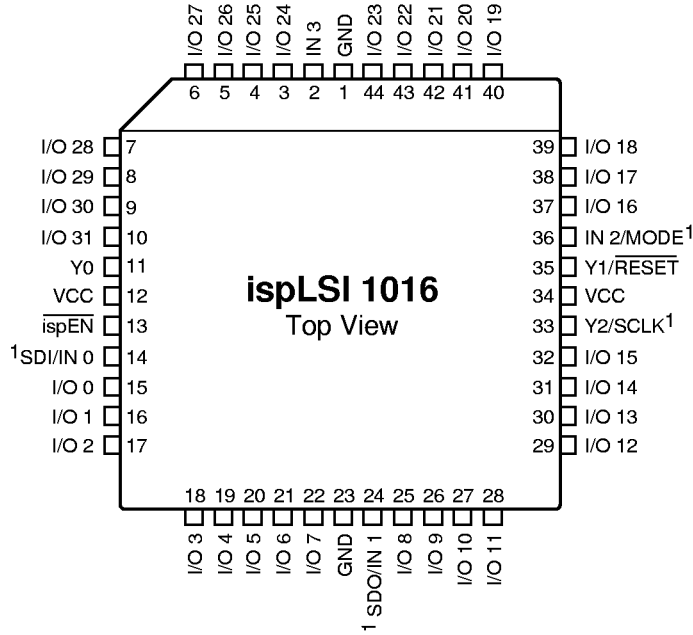 I/O 27 I/O 26 I/O 25 I/O 24 IN 3 GND I/O 23 I/O 22 I/O 21 I/O 20 I/O 19
6 5 4 3 2 1 44 43 42 41 40
I/O 28 7 39 I/O 18
I/O 29 8 38 I/O 17
I/O 30 9 37 I/O 16
I/O 31 10 36 IN 2/MODE¹
Y0 11 35 Y1/R̅E̅S̅E̅T̅
ispLSI 1016
VCC 12 34 VCC
Top View
i̅s̅p̅E̅N̅ 13 33 Y2/SCLK¹
¹SDI/IN 0 14 32 I/O 15
I/O 0 15 31 I/O 14
I/O 1 16 30 I/O 13
I/O 2 17 29 I/O 12
18 19 20 21 22 23 24 25 26 27 28
I/O 3 I/O 4 I/O 5 I/O 6 I/O 7 GND ¹ SDO/IN 1 I/O 8 I/O 9 I/O 10 I/O 11